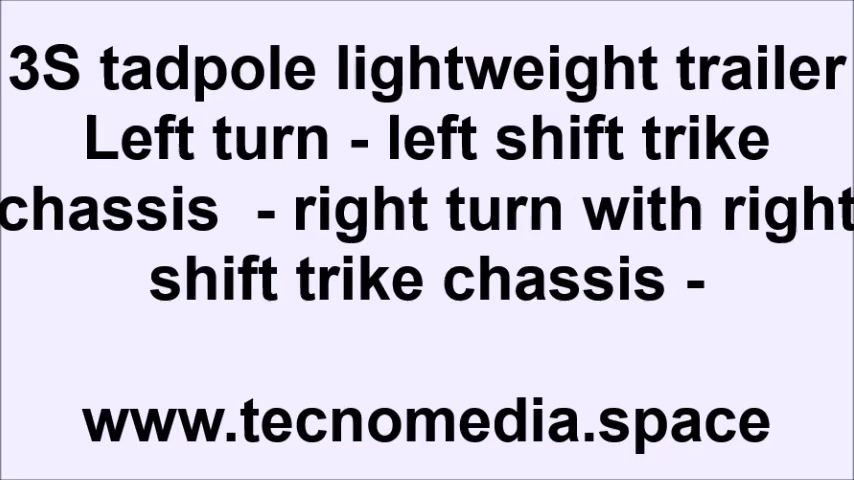 3S tadpole lightweight trailer
Left turn - left shift trike
chassis  - right turn with right
shift trike chassis -
www.tecnomedia.space